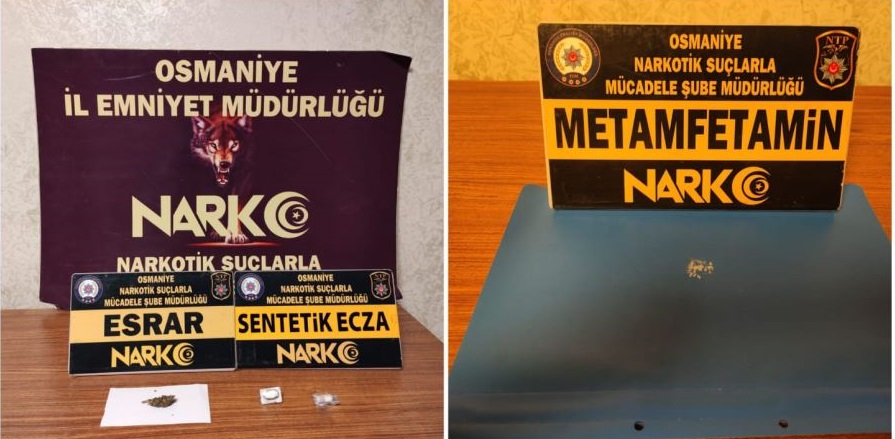 OSMANİYE
İL EMNİYET MÜDÜRLÜĞÜ
NARKO
NARKOTİK SUÇLARLA
OSMANİYE
NARKOTİK SUÇLARLA
MÜCADELE ŞUBE MÜDÜRLÜĞÜ
ESRAR
NARKO
OSMANİYE
NARKOTİK SUÇLARLA
MÜCADELE ŞUBE MÜDÜRLÜĞÜ
SENTETİK ECZA
NARKO
OSMANİYE
NARKOTİK SUÇLARLA
MÜCADELE ŞUBE MÜDÜRLÜĞÜ
NTP
METAMFETAMİN
NARKO